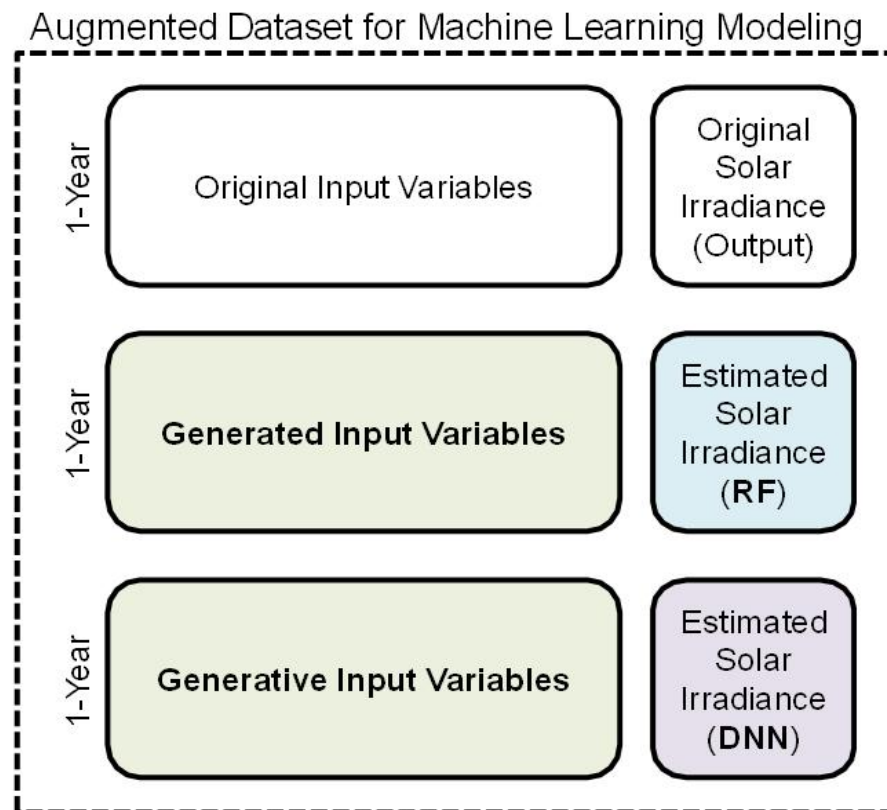 Augmented Dataset for Machine Learning Modeling
1-Year
Original Input Variables
Original
Solar
Irradiance
(Output)
1-Year
Generated Input Variables
Estimated
Solar
Irradiance
(RF)
1-Year
Generative Input Variables
Estimated
Solar
Irradiance
(DNN)